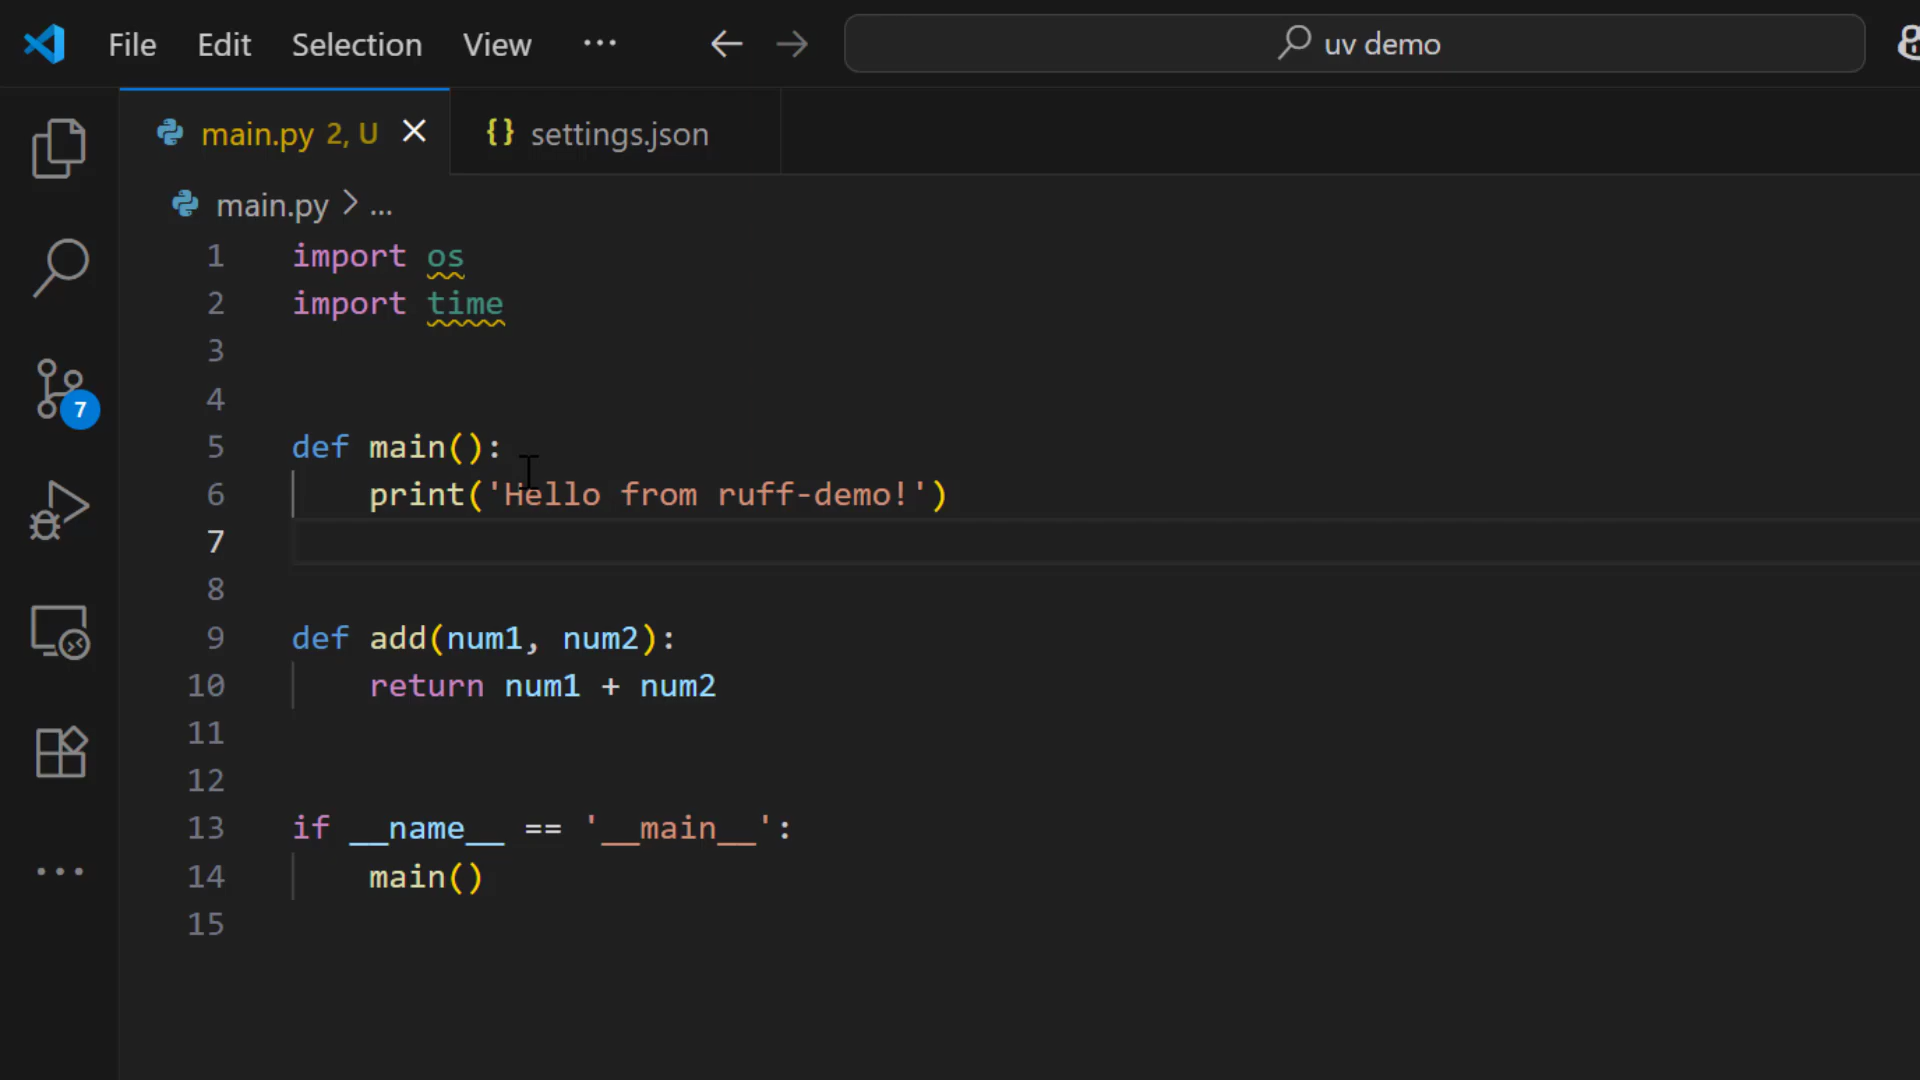 File Edit Selection View ··· uv demo
main.py 2, U settings.json
main.py > ...
1 import os
2 import time
3
4
5 def main():
6     print('Hello from ruff-demo!')
7
8
9 def add(num1, num2):
10     return num1 + num2
11
12
13 if __name__ == '__main__':
14     main()
15
7